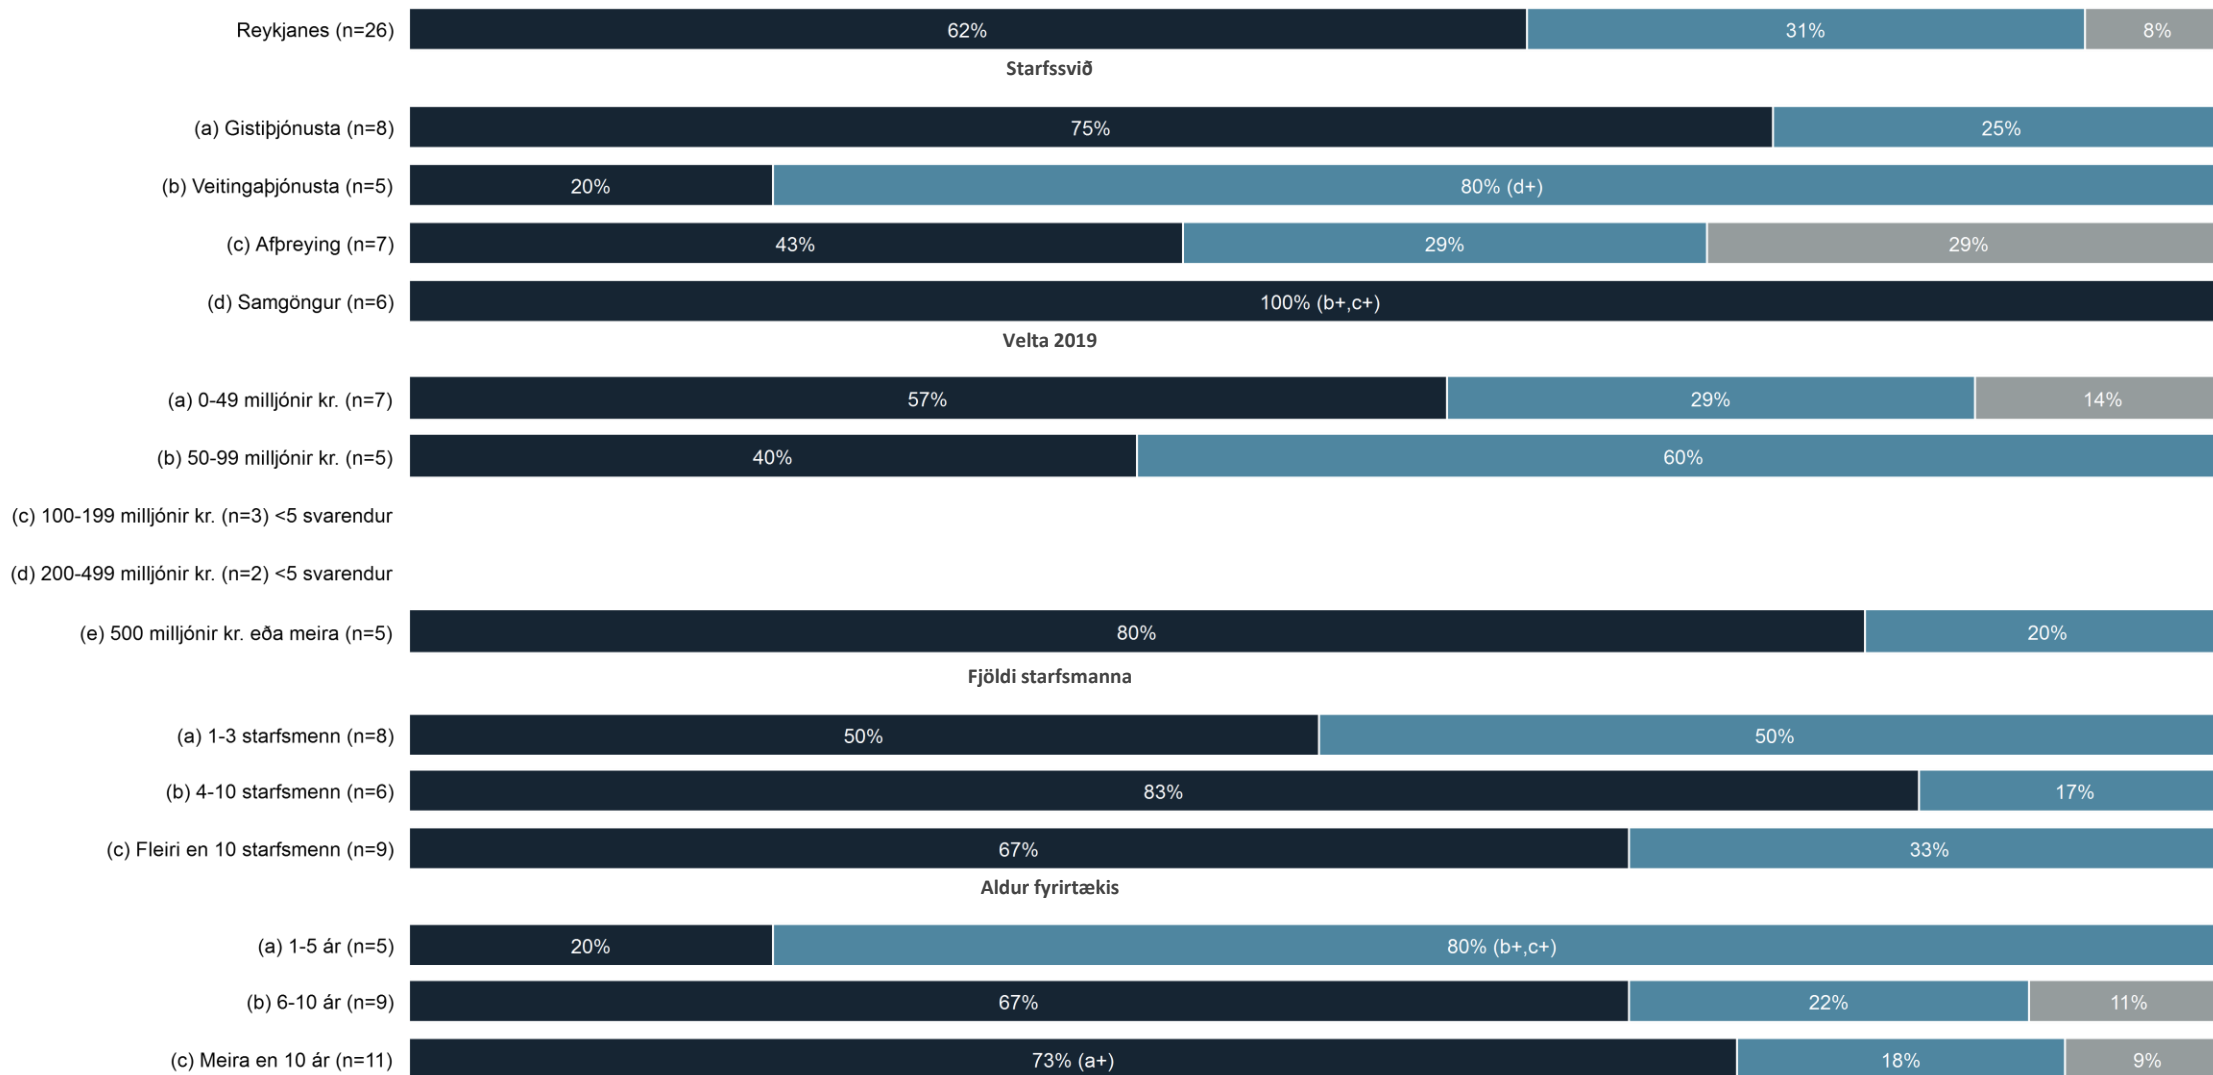 Reykjanes (n=26) 62% 31% 8%
Starfssvið
(a) Gistiþjónusta (n=8) 75% 25%
(b) Veitingaþjónusta (n=5) 20% 80% (d+)
(c) Afþreying (n=7) 43% 29% 29%
(d) Samgöngur (n=6) 100% (b+,c+)
Velta 2019
(a) 0-49 milljónir kr. (n=7) 57% 29% 14%
(b) 50-99 milljónir kr. (n=5) 40% 60%
(c) 100-199 milljónir kr. (n=3) <5 svarendur
(d) 200-499 milljónir kr. (n=2) <5 svarendur
(e) 500 milljónir kr. eða meira (n=5) 80% 20%
Fjöldi starfsmanna
(a) 1-3 starfsmenn (n=8) 50% 50%
(b) 4-10 starfsmenn (n=6) 83% 17%
(c) Fleiri en 10 starfsmenn (n=9) 67% 33%
Aldur fyrirtækis
(a) 1-5 ár (n=5) 20% 80% (b+,c+)
(b) 6-10 ár (n=9) 67% 22% 11%
(c) Meira en 10 ár (n=11) 73% (a+) 18% 9%